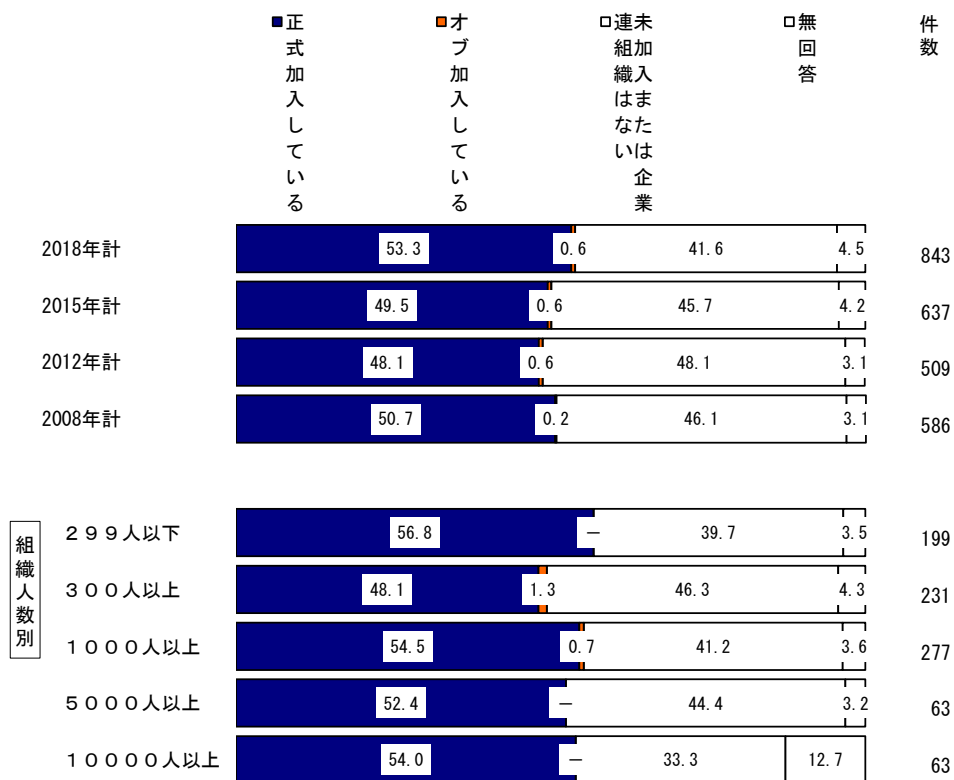 ■正式加入している
■オブ加入している
□未加入または企業
連組織はない
□無回答
件数
2018年計 53.3 0.6 41.6 4.5 843
2015年計 49.5 0.6 45.7 4.2 637
2012年計 48.1 0.6 48.1 3.1 509
2008年計 50.7 0.2 46.1 3.1 586
組織人数別
299人以下 56.8 － 39.7 3.5 199
300人以上 48.1 1.3 46.3 4.3 231
1000人以上 54.5 0.7 41.2 3.6 277
5000人以上 52.4 － 44.4 3.2 63
10000人以上 54.0 － 33.3 12.7 63